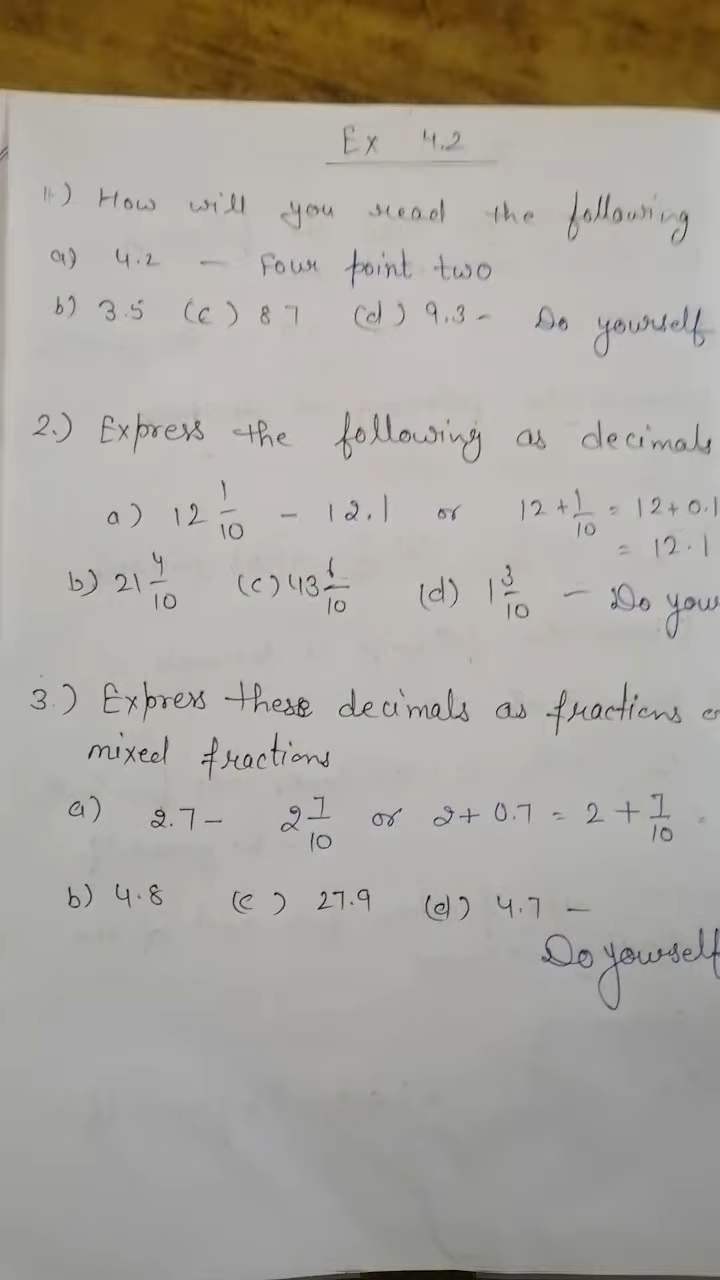 Ex 4.2
1.) How will you read the following
a) 4.2 – Four point two
b) 3.5 (c) 87 (d) 9.3 – Do yourself
2.) Express the following as decimals
a) 12 1/10 – 12.1 or 12 + 1/10 = 12 + 0.1
= 12.1
b) 21 4/10 (c) 43 6/10 (d) 1 3/10 – Do your
3.) Express these decimals as fractions or
mixed fractions
a) 2.7 – 2 7/10 or 2 + 0.7 = 2 + 7/10 =
b) 4.8 (c) 27.9 (d) 4.7 –
Do yourself